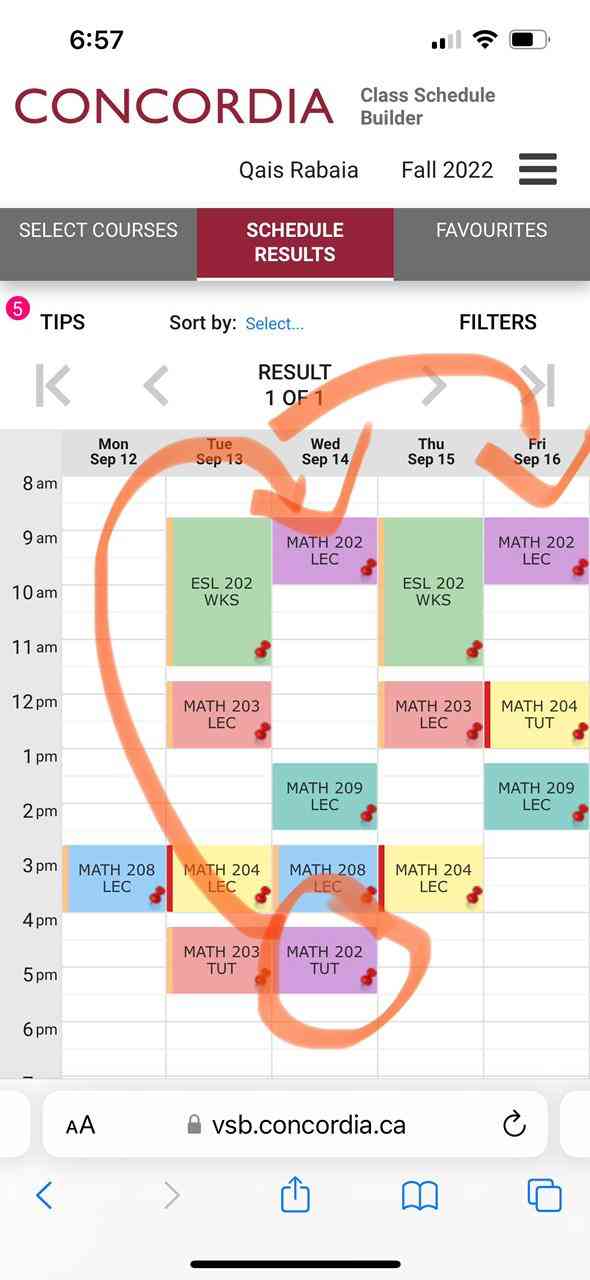 6:57
CONCORDIA
Class Schedule
Builder
Qais Rabaia
Fall 2022
SELECT COURSES
SCHEDULE
RESULTS
FAVOURITES
5
TIPS
Sort by: Select...
FILTERS
RESULT
1 OF 1
Mon
Sep 12
Tue
Sep 13
Wed
Sep 14
Thu
Sep 15
Fri
Sep 16
8 am
9 am
MATH 202
LEC
MATH 202
LEC
ESL 202
WKS
ESL 202
WKS
10 am
11 am
12 pm
MATH 203
LEC
MATH 203
LEC
MATH 204
TUT
1 pm
MATH 209
LEC
MATH 209
LEC
2 pm
3 pm
MATH 208
LEC
MATH 204
LEC
MATH 208
LEC
MATH 204
LEC
4 pm
MATH 203
TUT
MATH 202
TUT
5 pm
6 pm
AA
vsb.concordia.ca